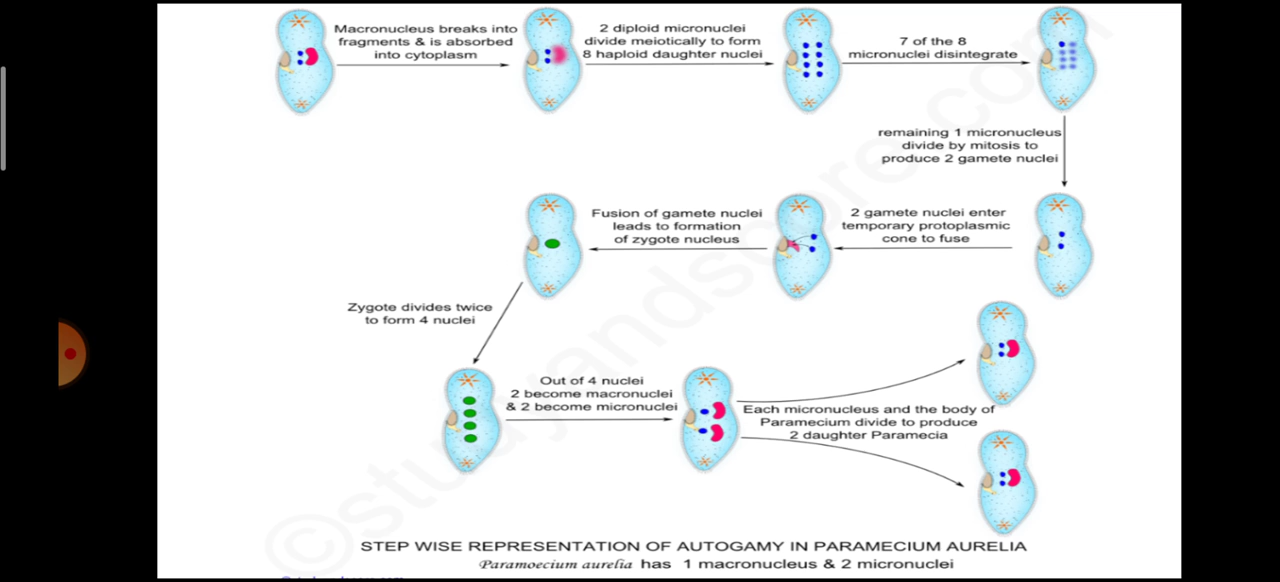 Macronucleus breaks into
fragments & is absorbed
into cytoplasm
2 diploid micronuclei
divide meiotically to form
8 haploid daughter nuclei
7 of the 8
micronuclei disintegrate
remaining 1 micronucleus
divide by mitosis to
produce 2 gamete nuclei
2 gamete nuclei enter
temporary protoplasmic
cone to fuse
Fusion of gamete nuclei
leads to formation
of zygote nucleus
Zygote divides twice
to form 4 nuclei
Out of 4 nuclei
2 become macronuclei
& 2 become micronuclei
Each micronucleus and the body of
Paramecium divide to produce
2 daughter Paramecia
©studyandscore.com
STEP WISE REPRESENTATION OF AUTOGAMY IN PARAMECIUM AURELIA
Paramoecium aurelia has 1 macronucleus & 2 micronuclei